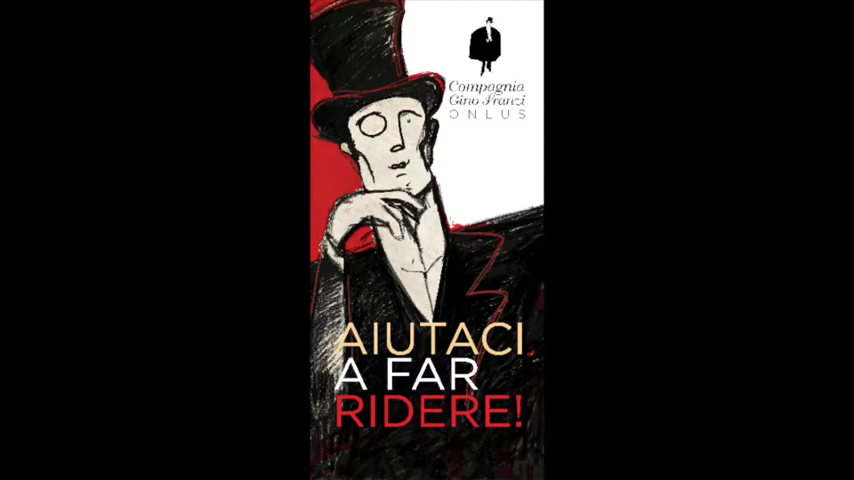 Compagnia
Gino Franzi
ONLUS
AIUTACI
A FAR
RIDERE!